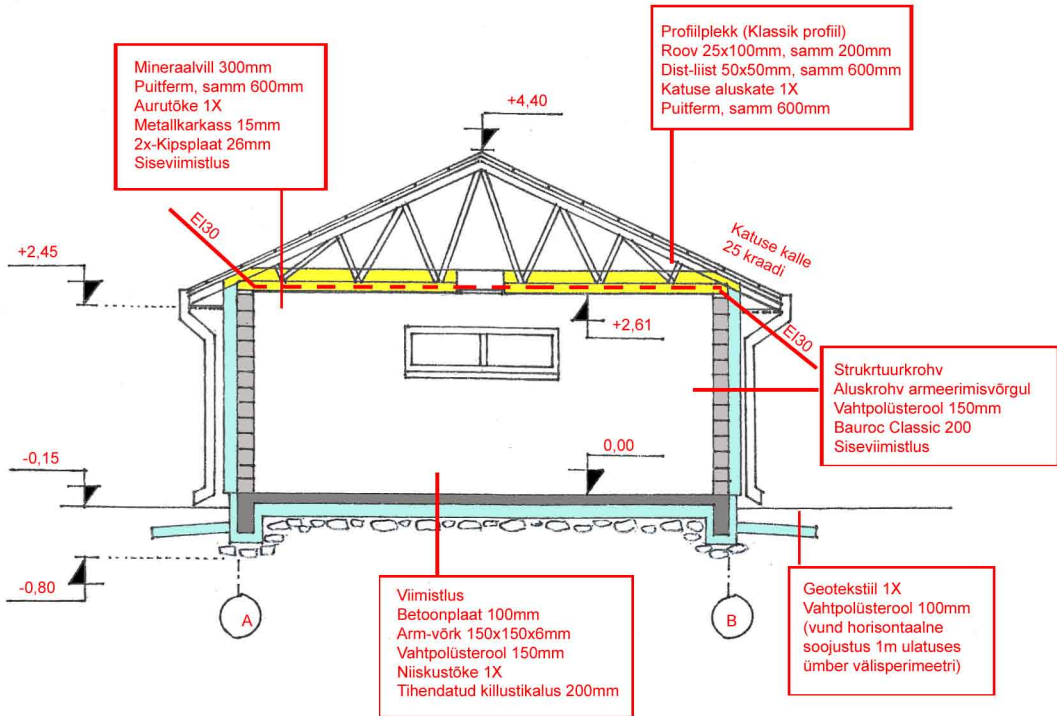 Mineraalvill 300mm
Puitferm, samm 600mm
Aurutõke 1X
Metallkarkass 15mm
2x-Kipsplaat 26mm
Siseviimistlus
+4,40
Profiilplekk (Klassik profiil)
Roov 25x100mm, samm 200mm
Dist-liist 50x50mm, samm 600mm
Katuse aluskate 1X
Puitferm, samm 600mm
EI30
Katuse kalle
25 kraadi
+2,45
+2,61
EI30
Strukrtuurkrohv
Aluskrohv armeerimisvõrgul
Vahtpolüsterool 150mm
Bauroc Classic 200
Siseviimistlus
-0,15
0,00
-0,80
A
B
Viimistlus
Betoonplaat 100mm
Arm-võrk 150x150x6mm
Vahtpolüsterool 150mm
Niiskustõke 1X
Tihendatud killustikalus 200mm
Geotekstiil 1X
Vahtpolüsterool 100mm
(vund horisontaalne
soojustus 1m ulatuses
ümber välisperimeetri)